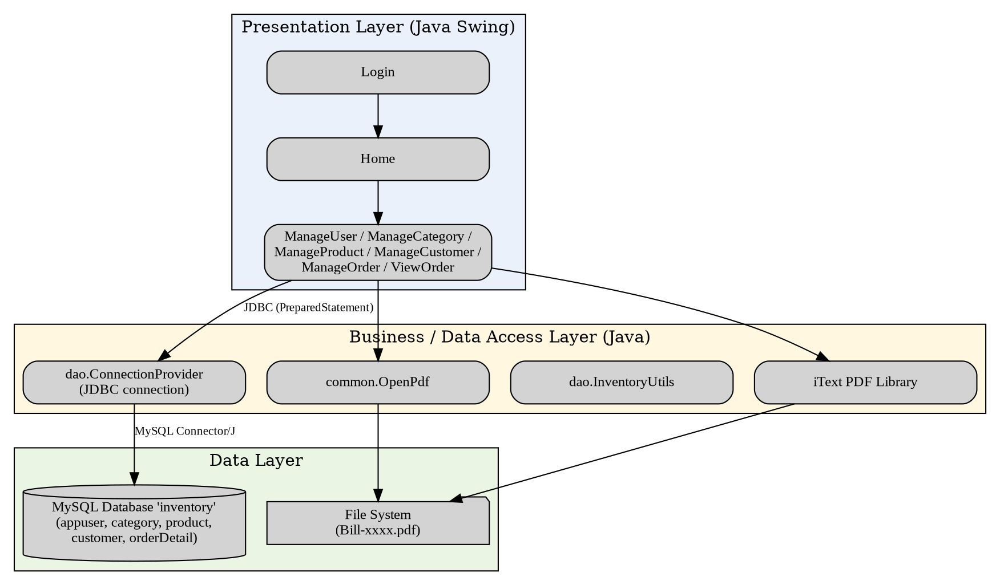 Presentation Layer (Java Swing)
Login
Home
ManageUser / ManageCategory /
ManageProduct / ManageCustomer /
ManageOrder / ViewOrder
JDBC (PreparedStatement)
Business / Data Access Layer (Java)
dao.ConnectionProvider
(JDBC connection)
common.OpenPdf
dao.InventoryUtils
iText PDF Library
MySQL Connector/J
Data Layer
MySQL Database 'inventory'
(appuser, category, product,
customer, orderDetail)
File System
(Bill-xxxx.pdf)